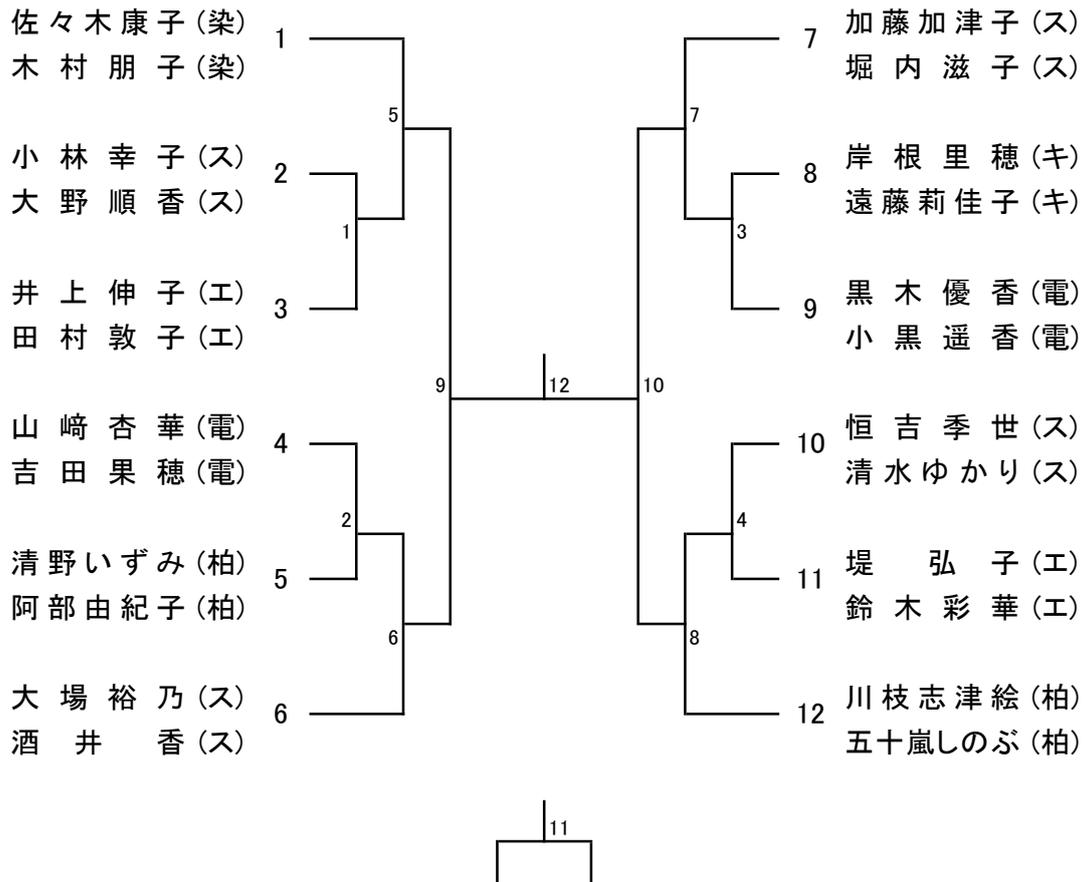 佐々木康子(染)
1
木村朋子(染)
5
小林幸子(ス)
2
大野順香(ス)
1
井上伸子(エ)
3
田村敦子(エ)
9
山﨑杏華(電)
4
吉田果穂(電)
2
清野いずみ(柏)
5
阿部由紀子(柏)
6
大場裕乃(ス)
6
酒井香(ス)
12
7
加藤加津子(ス)
堀内滋子(ス)
7
8
岸根里穂(キ)
遠藤莉佳子(キ)
3
9
黒木優香(電)
小黒遥香(電)
10
10
恒吉季世(ス)
清水ゆかり(ス)
4
11
堤弘子(エ)
鈴木彩華(エ)
8
12
川枝志津絵(柏)
五十嵐しのぶ(柏)
11